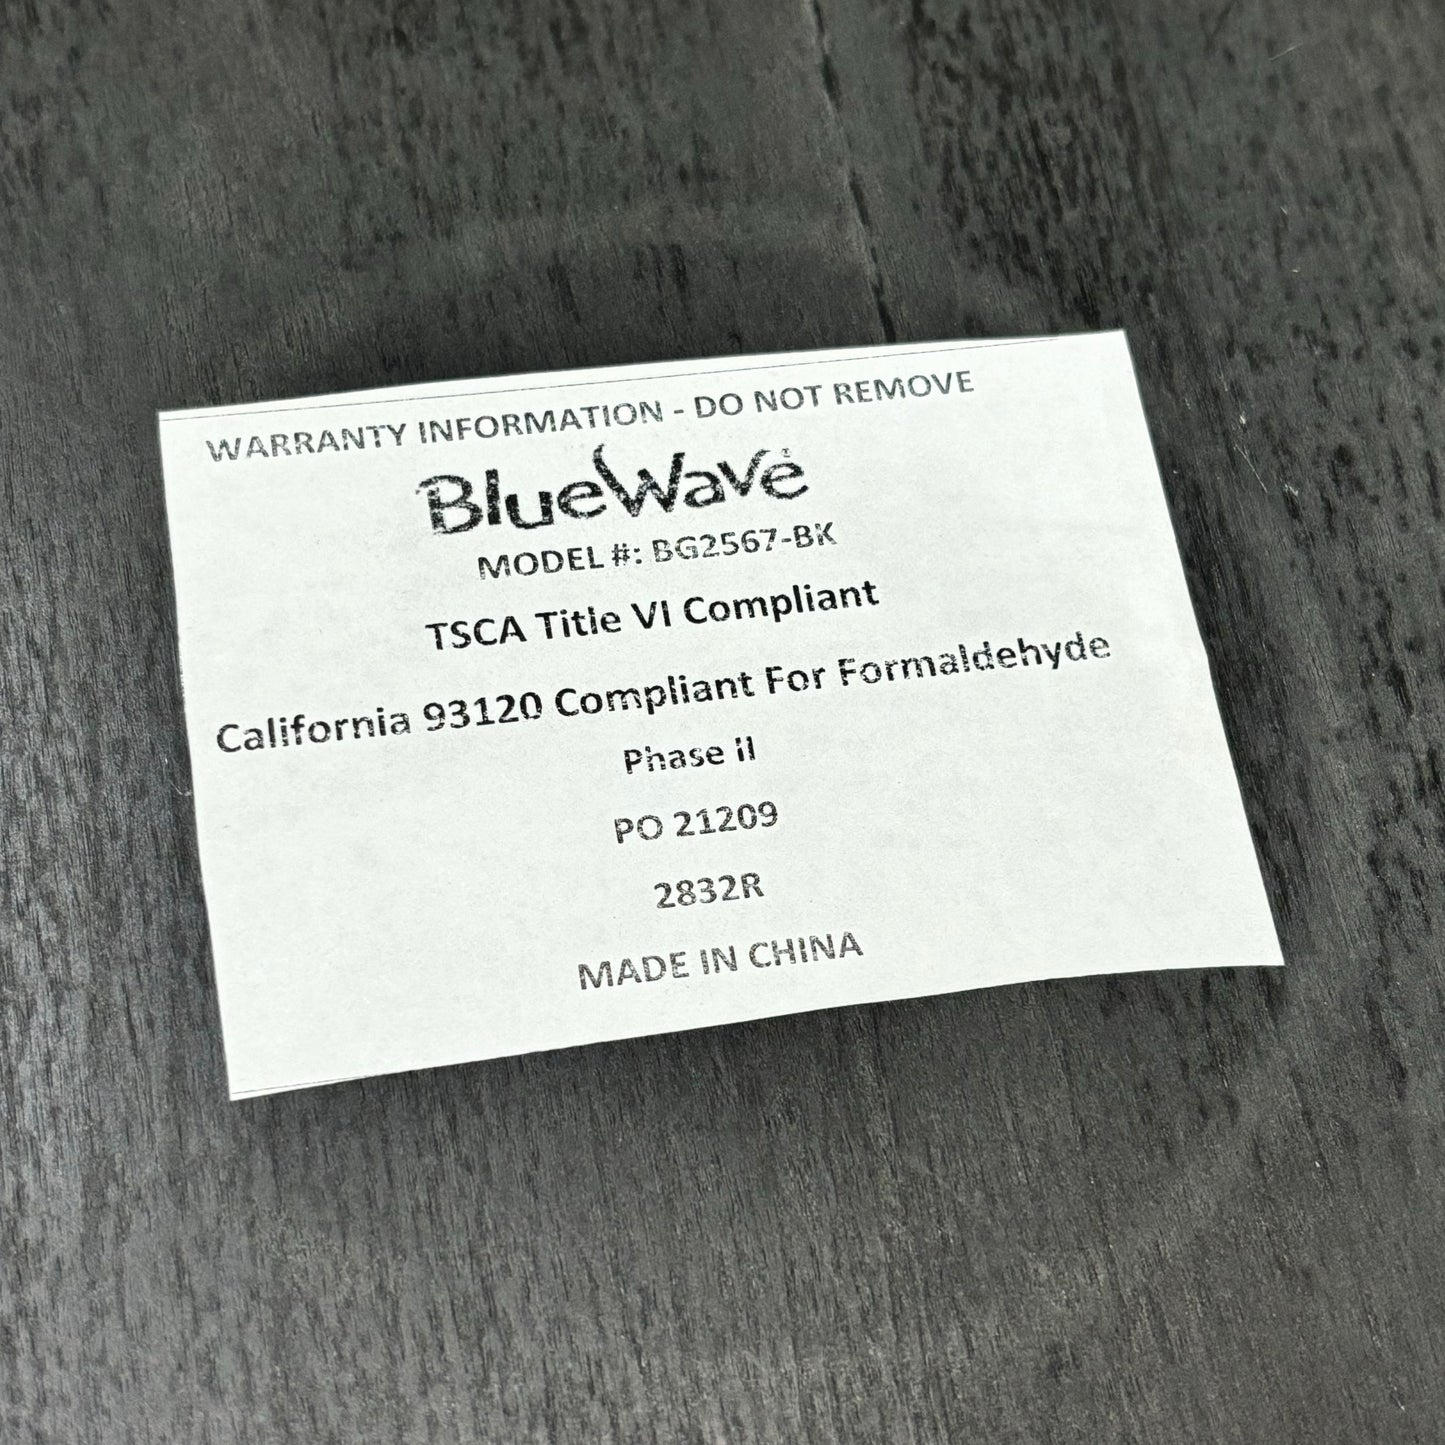 WARRANTY INFORMATION - DO NOT REMOVE
BlueWave
MODEL #: BG2567-BK
TSCA Title VI Compliant
California 93120 Compliant For Formaldehyde
Phase II
PO 21209
2832R
MADE IN CHINA